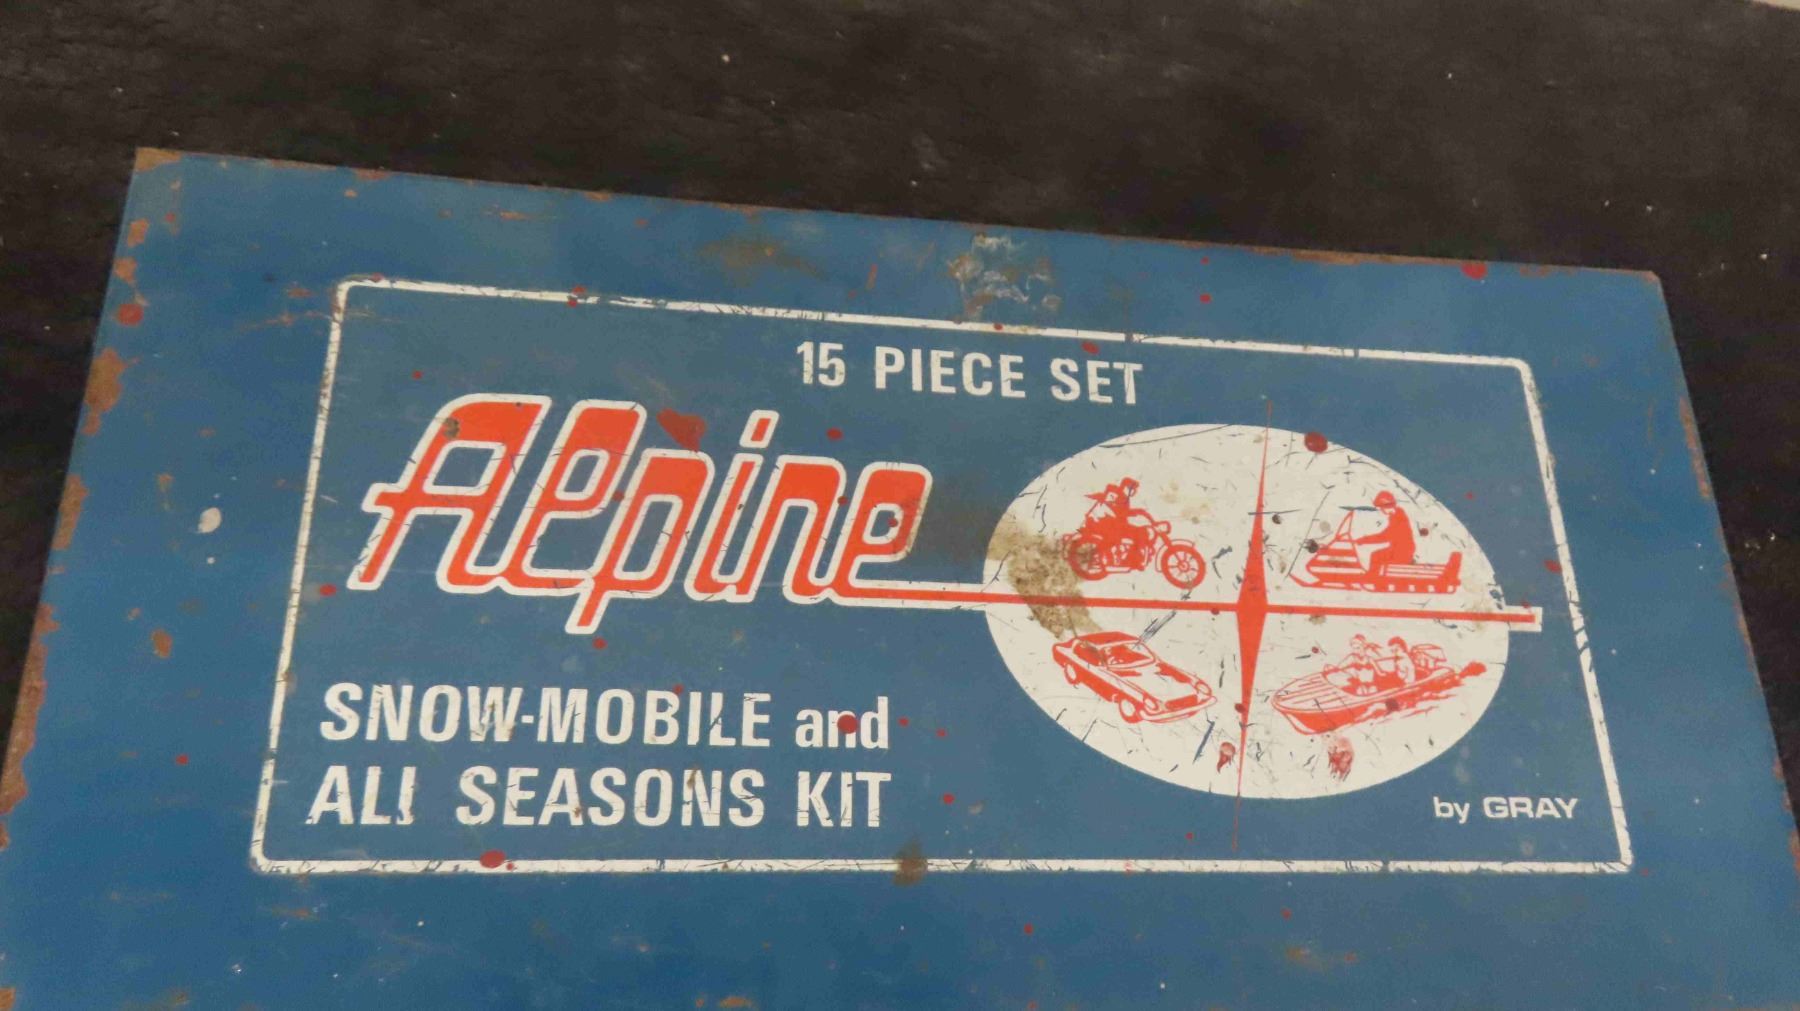 15 PIECE SET
Alpine
SNOW-MOBILE and
ALL SEASONS KIT
by GRAY